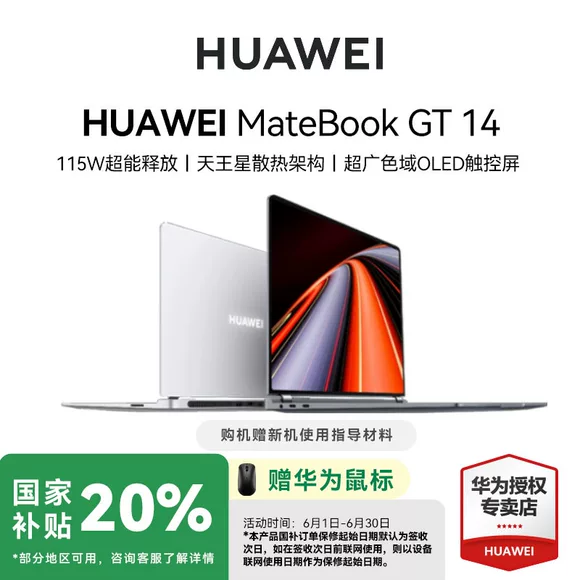 HUAWEI
HUAWEI MateBook GT 14
115W超能释放丨天王星散热架构丨超广色域OLED触控屏
HUAWEI
购机赠新机使用指导材料
国家
补贴
20%
*部分地区可用，咨询客服了解详情
赠华为鼠标
活动时间：6月1日-6月30日
*本产品国补订单保修起始日期默认为签收
次日，如在签收次日前联网使用，则以设备
联网使用日期作为保修起始日期。
华为授权
专卖店
HUAWEI